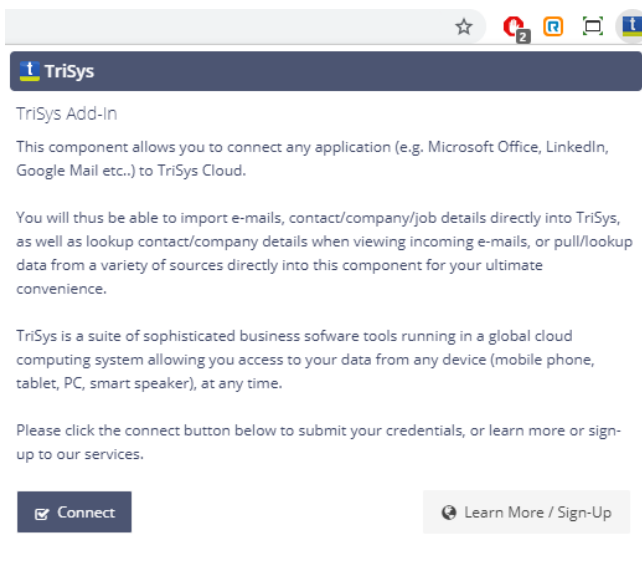 2
t
TriSys
TriSys Add-In
This component allows you to connect any application (e.g. Microsoft Office, LinkedIn,
Google Mail etc..) to TriSys Cloud.
You will thus be able to import e-mails, contact/company/job details directly into TriSys,
as well as lookup contact/company details when viewing incoming e-mails, or pull/lookup
data from a variety of sources directly into this component for your ultimate
convenience.
TriSys is a suite of sophisticated business sofware tools running in a global cloud
computing system allowing you access to your data from any device (mobile phone,
tablet, PC, smart speaker), at any time.
Please click the connect button below to submit your credentials, or learn more or sign-
up to our services.
Connect
Learn More / Sign-Up